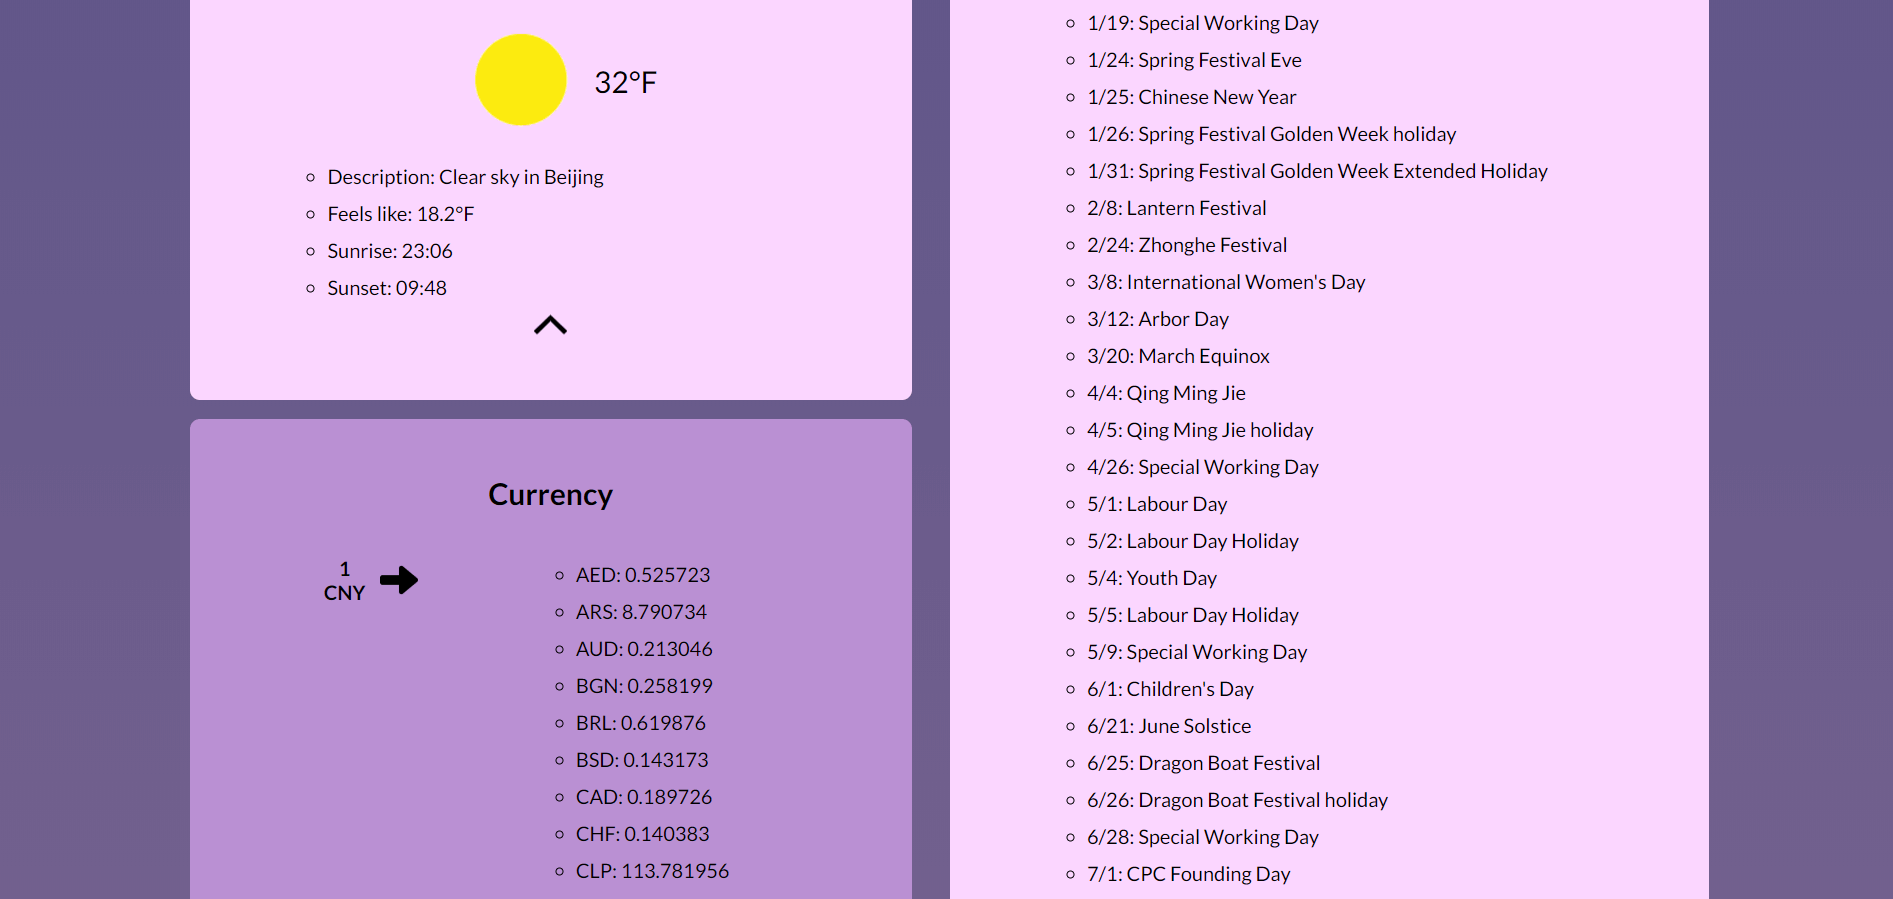 32°F
Description: Clear sky in Beijing
Feels like: 18.2°F
Sunrise: 23:06
Sunset: 09:48
Currency
1
CNY
AED: 0.525723
ARS: 8.790734
AUD: 0.213046
BGN: 0.258199
BRL: 0.619876
BSD: 0.143173
CAD: 0.189726
CHF: 0.140383
CLP: 113.781956
1/19: Special Working Day
1/24: Spring Festival Eve
1/25: Chinese New Year
1/26: Spring Festival Golden Week holiday
1/31: Spring Festival Golden Week Extended Holiday
2/8: Lantern Festival
2/24: Zhonghe Festival
3/8: International Women's Day
3/12: Arbor Day
3/20: March Equinox
4/4: Qing Ming Jie
4/5: Qing Ming Jie holiday
4/26: Special Working Day
5/1: Labour Day
5/2: Labour Day Holiday
5/4: Youth Day
5/5: Labour Day Holiday
5/9: Special Working Day
6/1: Children's Day
6/21: June Solstice
6/25: Dragon Boat Festival
6/26: Dragon Boat Festival holiday
6/28: Special Working Day
7/1: CPC Founding Day